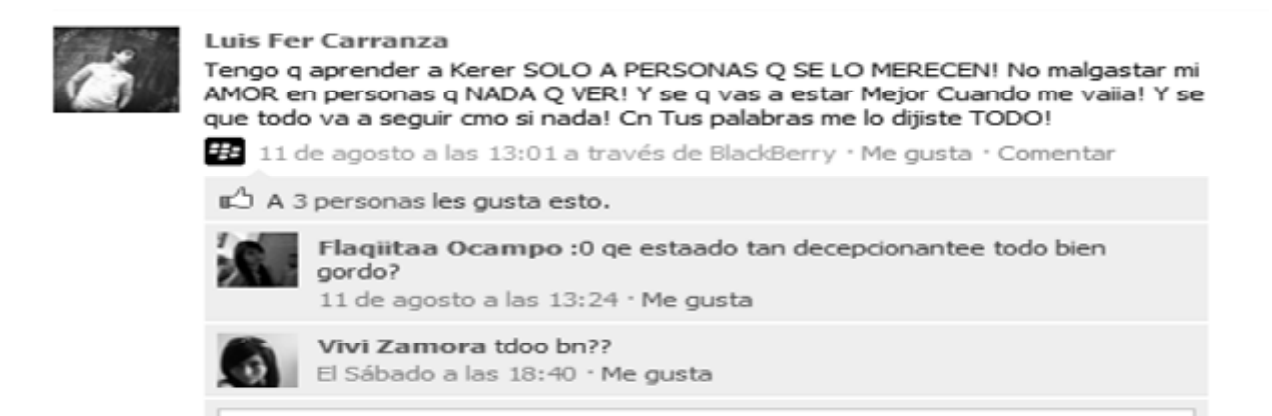 Luis Fer Carranza
Tengo q aprender a Kerer SOLO A PERSONAS Q SE LO MERECEN! No malgastar mi
AMOR en personas q NADA Q VER! Y se q vas a estar Mejor Cuando me vaiia! Y se
que todo va a seguir cmo si nada! Cn Tus palabras me lo dijiste TODO!
11 de agosto a las 13:01 a través de BlackBerry · Me gusta · Comentar
A 3 personas les gusta esto.
Flaqiitaa Ocampo :0 qe estaado tan decepcionantee todo bien
gordo?
11 de agosto a las 13:24 · Me gusta
Vivi Zamora tdoo bn??
El Sábado a las 18:40 · Me gusta